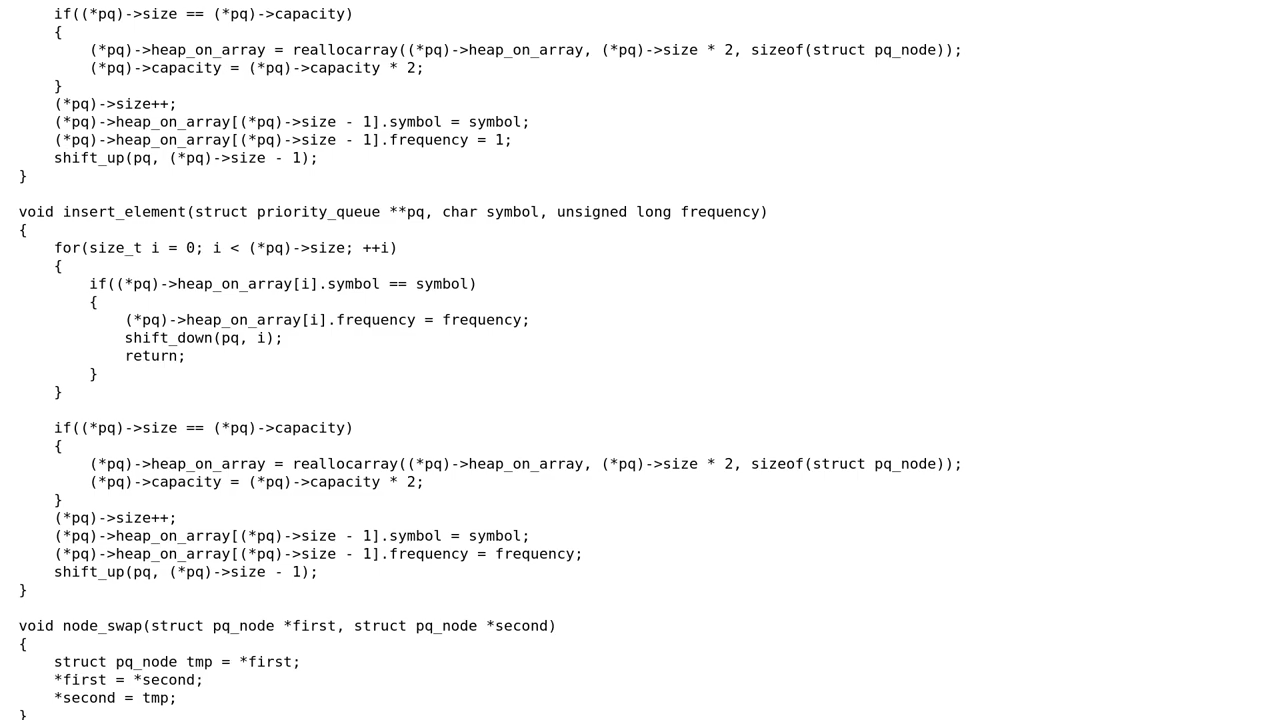 if((*pq)->size == (*pq)->capacity)
    {
        (*pq)->heap_on_array = reallocarray((*pq)->heap_on_array, (*pq)->size * 2, sizeof(struct pq_node));
        (*pq)->capacity = (*pq)->capacity * 2;
    }
    (*pq)->size++;
    (*pq)->heap_on_array[(*pq)->size - 1].symbol = symbol;
    (*pq)->heap_on_array[(*pq)->size - 1].frequency = 1;
    shift_up(pq, (*pq)->size - 1);
}

void insert_element(struct priority_queue **pq, char symbol, unsigned long frequency)
{
    for(size_t i = 0; i < (*pq)->size; ++i)
    {
        if((*pq)->heap_on_array[i].symbol == symbol)
        {
            (*pq)->heap_on_array[i].frequency = frequency;
            shift_down(pq, i);
            return;
        }
    }

    if((*pq)->size == (*pq)->capacity)
    {
        (*pq)->heap_on_array = reallocarray((*pq)->heap_on_array, (*pq)->size * 2, sizeof(struct pq_node));
        (*pq)->capacity = (*pq)->capacity * 2;
    }
    (*pq)->size++;
    (*pq)->heap_on_array[(*pq)->size - 1].symbol = symbol;
    (*pq)->heap_on_array[(*pq)->size - 1].frequency = frequency;
    shift_up(pq, (*pq)->size - 1);
}

void node_swap(struct pq_node *first, struct pq_node *second)
{
    struct pq_node tmp = *first;
    *first = *second;
    *second = tmp;
}